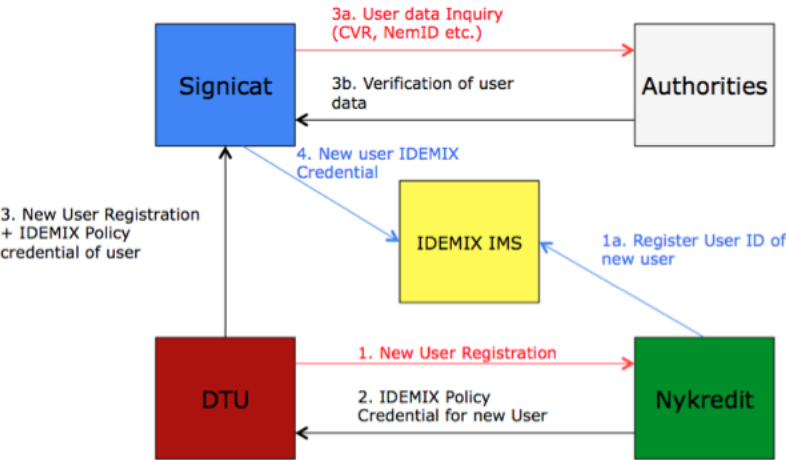 3a. User data Inquiry
(CVR, NemID etc.)
Signicat
Authorities
3b. Verification of user
data
4. New user IDEMIX
Credential
3. New User Registration
+ IDEMIX Policy
credential of user
IDEMIX IMS
1a. Register User ID of
new user
1. New User Registration
DTU
2. IDEMIX Policy
Credential for new User
Nykredit